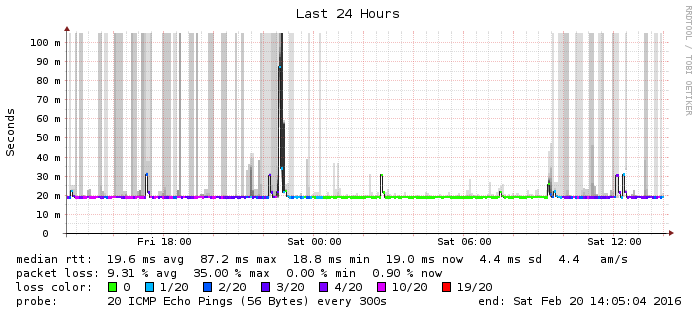 Last 24 Hours
RRDTOOL / TOBI OETIKER
Seconds
100 m
90 m
80 m
70 m
60 m
50 m
40 m
30 m
20 m
10 m
0
Fri 18:00 Sat 00:00 Sat 06:00 Sat 12:00
median rtt: 19.6 ms avg 87.2 ms max 18.8 ms min 19.0 ms now 4.4 ms sd 4.4 am/s
packet loss: 9.31 % avg 35.00 % max 0.00 % min 0.90 % now
loss color: 0 1/20 2/20 3/20 4/20 10/20 19/20
probe: 20 ICMP Echo Pings (56 Bytes) every 300s end: Sat Feb 20 14:05:04 2016